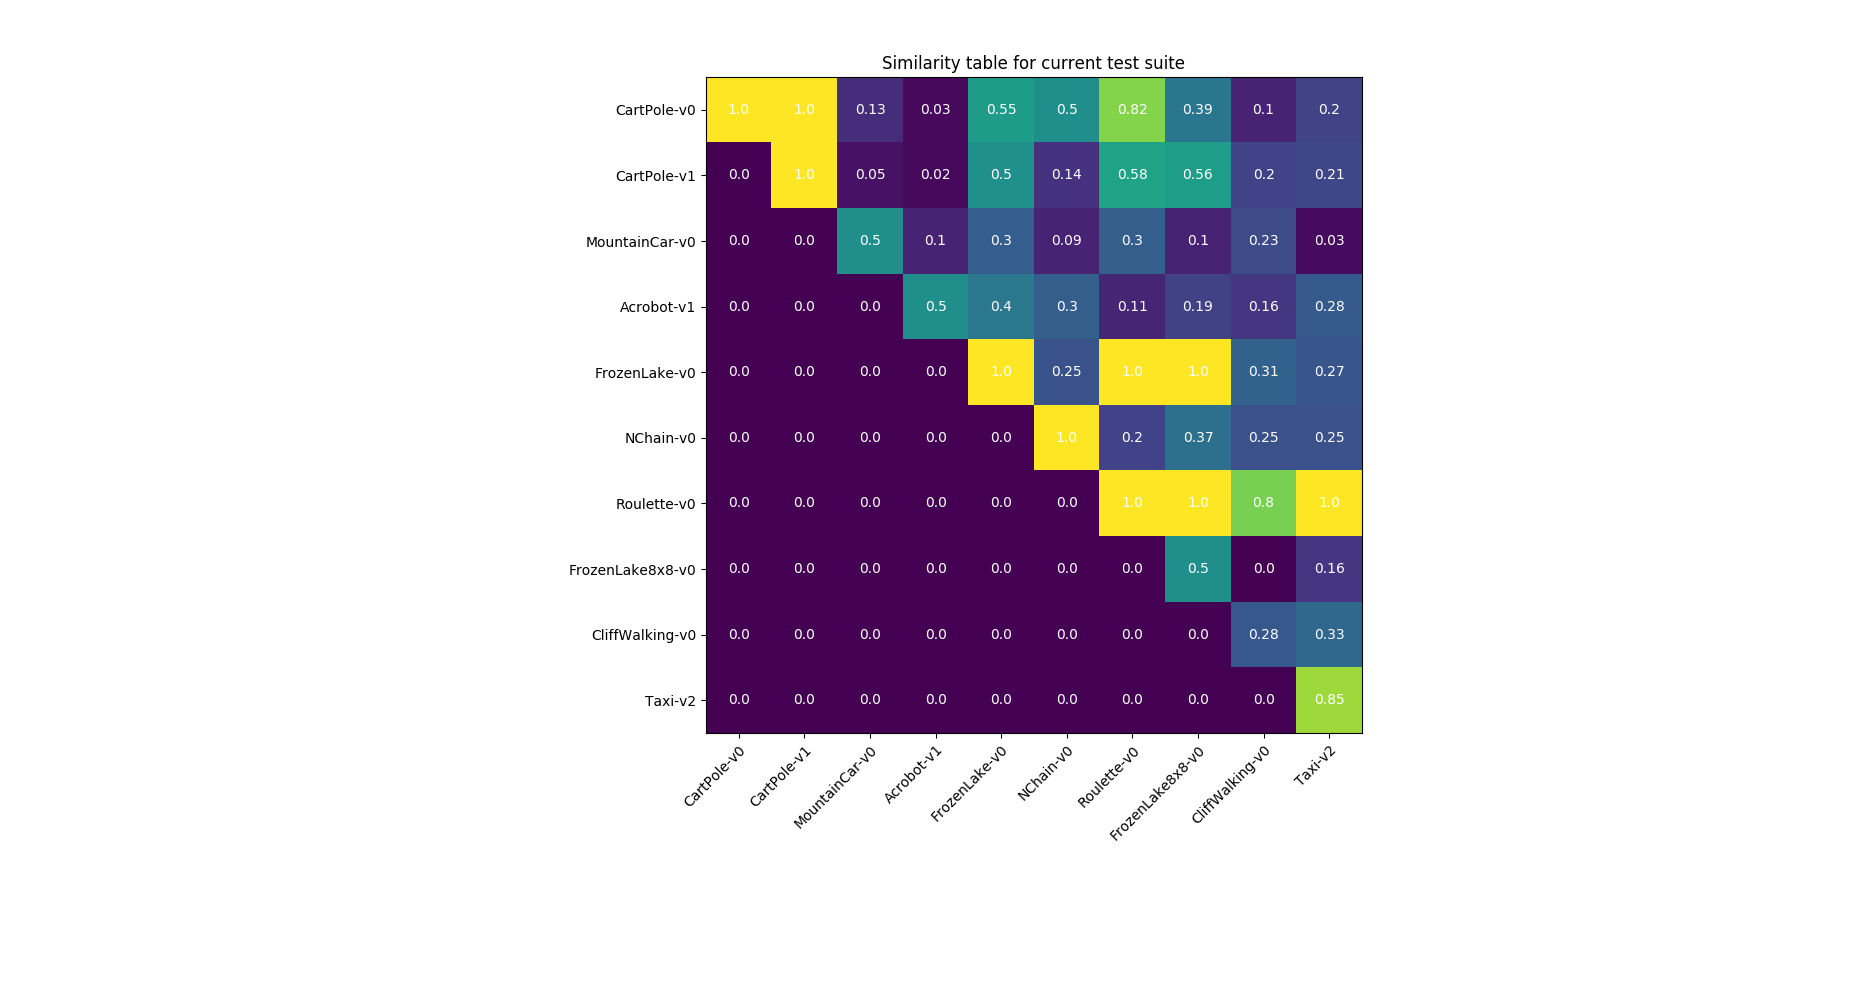 Similarity table for current test suite
CartPole-v0 1.0 1.0 0.13 0.03 0.55 0.5 0.82 0.39 0.1 0.2
CartPole-v1 0.0 1.0 0.05 0.02 0.5 0.14 0.58 0.56 0.2 0.21
MountainCar-v0 0.0 0.0 0.5 0.1 0.3 0.09 0.3 0.1 0.23 0.03
Acrobot-v1 0.0 0.0 0.0 0.5 0.4 0.3 0.11 0.19 0.16 0.28
FrozenLake-v0 0.0 0.0 0.0 0.0 1.0 0.25 1.0 1.0 0.31 0.27
NChain-v0 0.0 0.0 0.0 0.0 0.0 1.0 0.2 0.37 0.25 0.25
Roulette-v0 0.0 0.0 0.0 0.0 0.0 0.0 1.0 1.0 0.8 1.0
FrozenLake8x8-v0 0.0 0.0 0.0 0.0 0.0 0.0 0.0 0.5 0.0 0.16
CliffWalking-v0 0.0 0.0 0.0 0.0 0.0 0.0 0.0 0.0 0.28 0.33
Taxi-v2 0.0 0.0 0.0 0.0 0.0 0.0 0.0 0.0 0.0 0.85
CartPole-v0 CartPole-v1 MountainCar-v0 Acrobot-v1 FrozenLake-v0 NChain-v0 Roulette-v0 FrozenLake8x8-v0 CliffWalking-v0 Taxi-v2